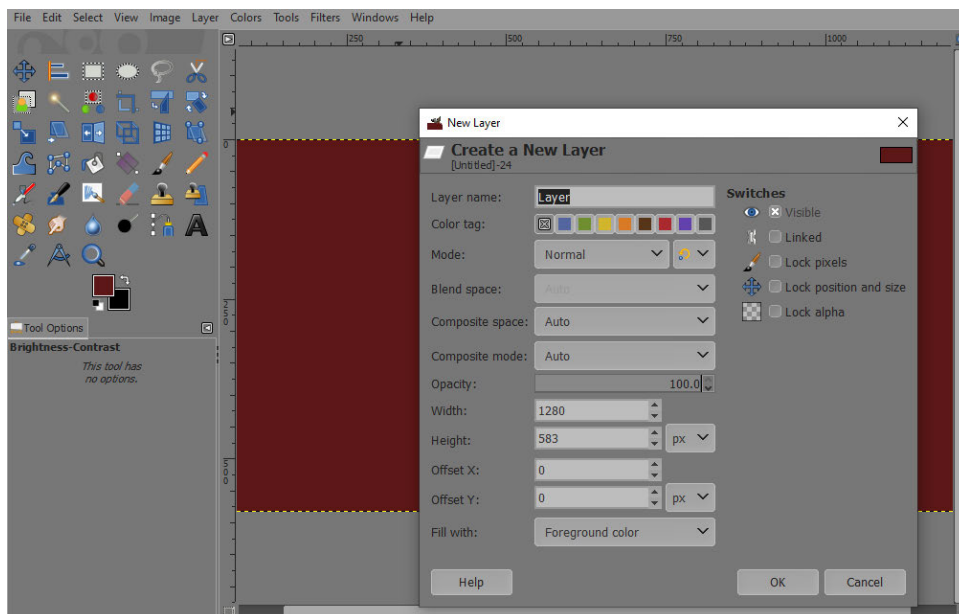 File Edit Select View Image Layer Colors Tools Filters Windows Help
250 500 750 1000
New Layer
Create a New Layer
[Untitled]-24
Layer name: Layer
Switches
Visible
Color tag:
Linked
Mode: Normal
Lock pixels
Blend space: Auto
Lock position and size
Composite space: Auto
Lock alpha
Composite mode: Auto
Opacity: 100.0
Width: 1280
Height: 583 px
Offset X: 0
Offset Y: 0 px
Fill with: Foreground color
Help OK Cancel
Tool Options
Brightness-Contrast
This tool has
no options.
0
250
500